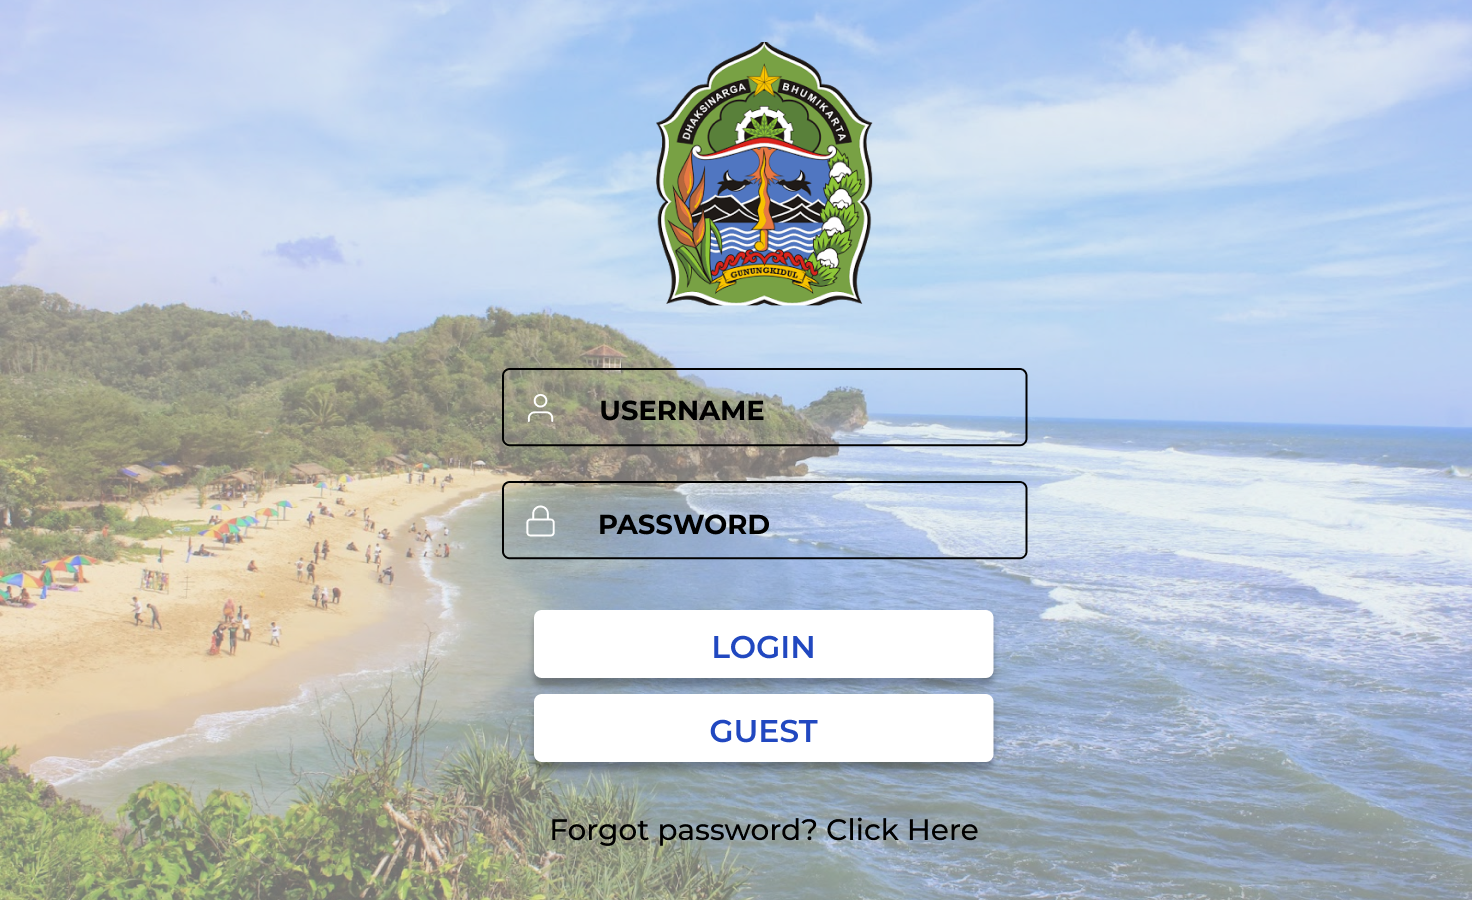 DHAKSINARGA BHUMIKARTA
GUNUNGKIDUL
USERNAME
PASSWORD
LOGIN
GUEST
Forgot password? Click Here